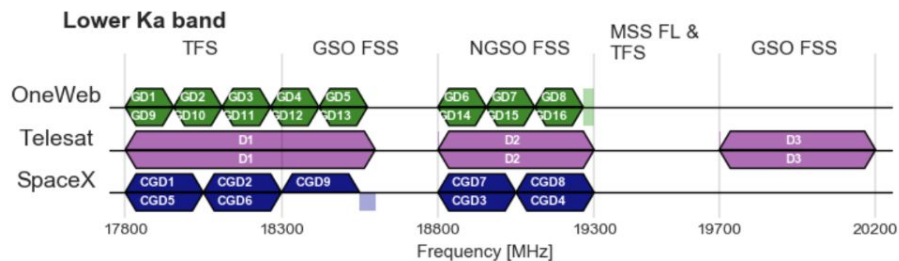 Lower Ka band
TFS GSO FSS NGSO FSS MSS FL & TFS GSO FSS
OneWeb GD1 GD2 GD3 GD4 GD5 GD6 GD7 GD8
GD9 GD10 GD11 GD12 GD13 GD14 GD15 GD16
Telesat D1 D2 D3
D1 D2 D3
SpaceX CGD1 CGD2 CGD9 CGD7 CGD8
CGD5 CGD6 CGD3 CGD4
17800 18300 18800 19300 19700 20200
Frequency [MHz]